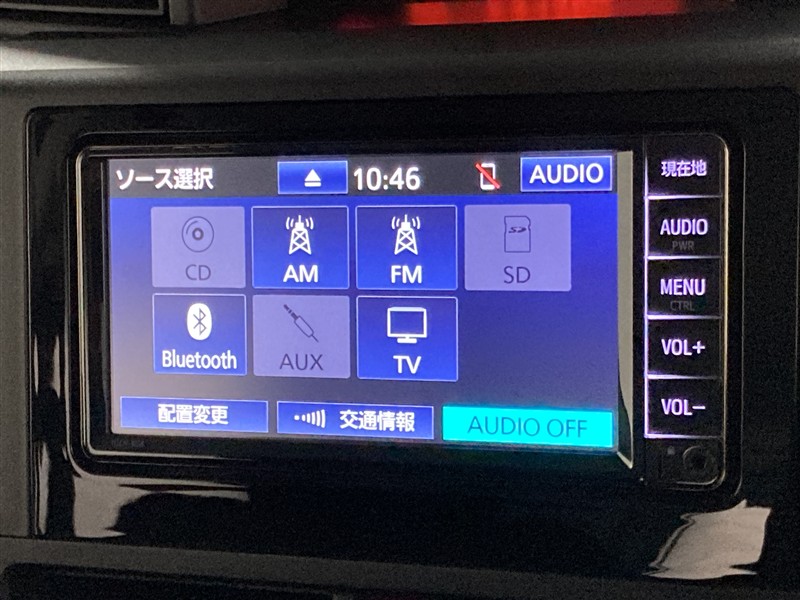 ソース選択 10:46 AUDIO
CD AM FM SD
Bluetooth AUX TV
配置変更 交通情報 AUDIO OFF
現在地
AUDIO
PWR
MENU
CTRL
VOL+
VOL−